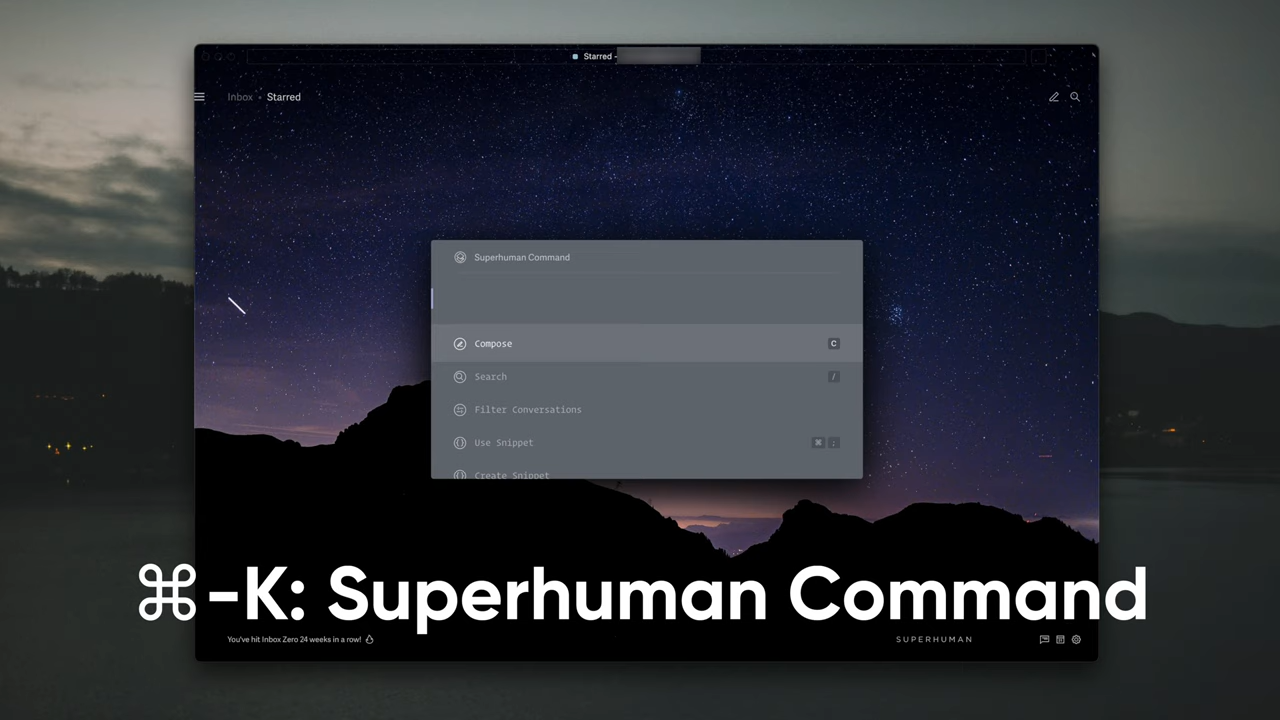 Starred -
Inbox • Starred
Superhuman Command
Compose C
Search /
Filter Conversations
Use Snippet ⌘ ;
Create Snippet
⌘-K: Superhuman Command
You've hit Inbox Zero 24 weeks in a row!
SUPERHUMAN